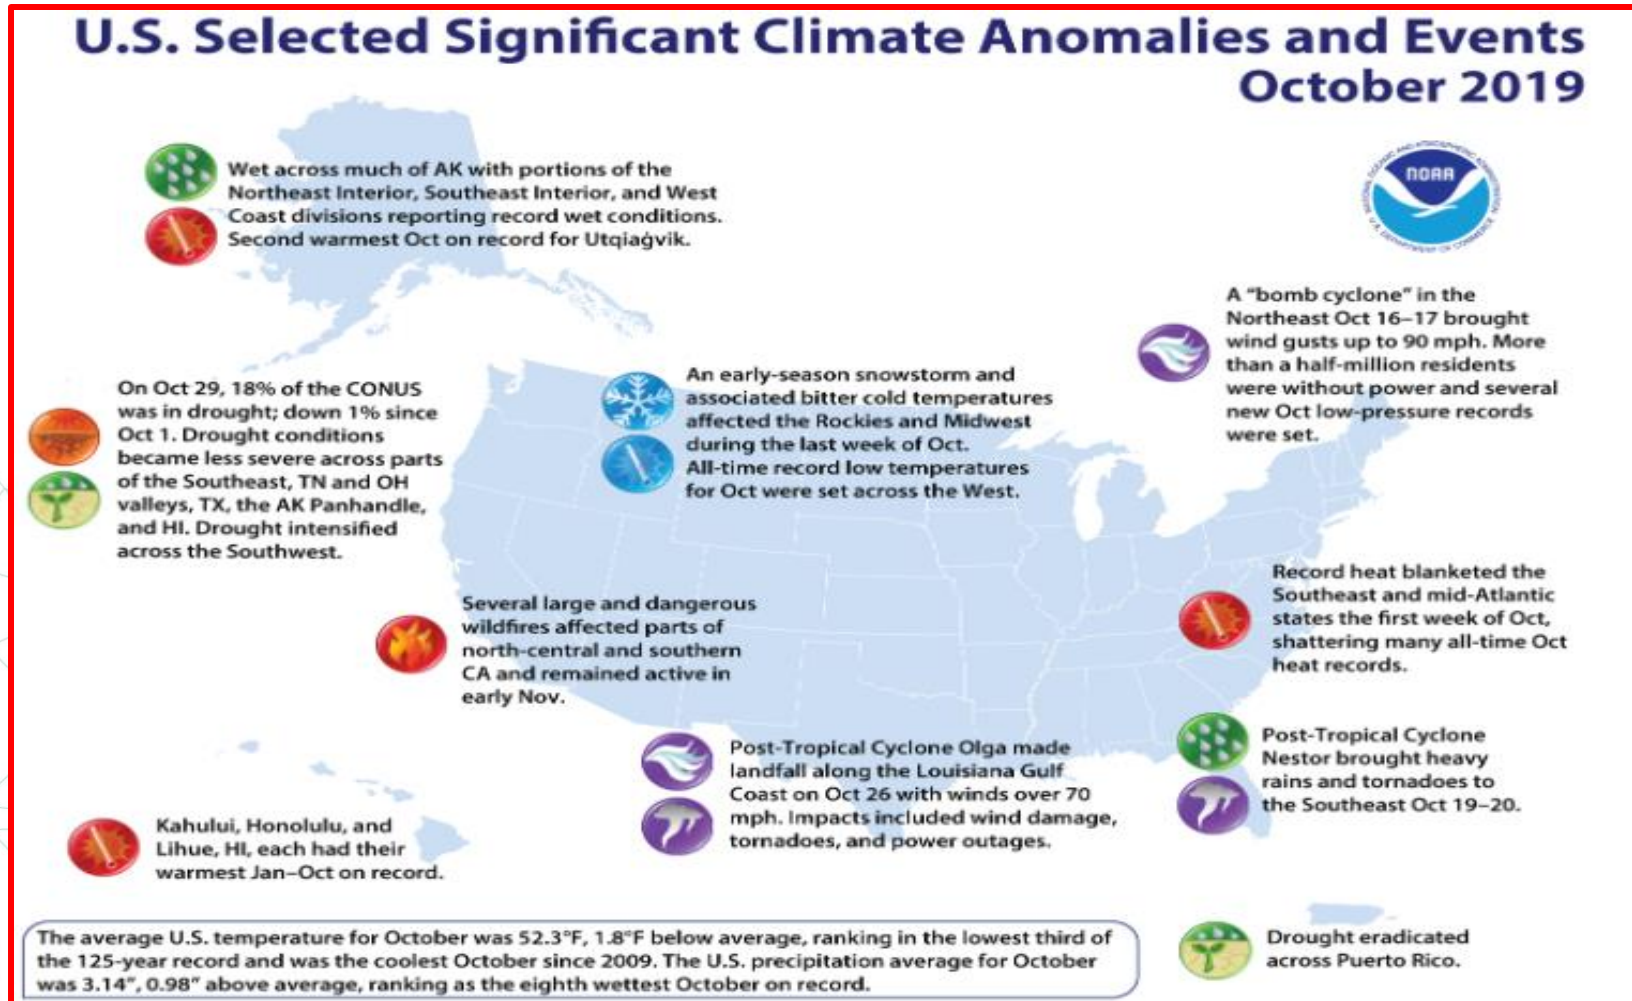 U.S. Selected Significant Climate Anomalies and Events
October 2019
NOAA
Wet across much of AK with portions of the
Northeast Interior, Southeast Interior, and West
Coast divisions reporting record wet conditions.
Second warmest Oct on record for Utqiaġvik.
A “bomb cyclone” in the
Northeast Oct 16–17 brought
wind gusts up to 90 mph. More
than a half-million residents
were without power and several
new Oct low-pressure records
were set.
On Oct 29, 18% of the CONUS
was in drought; down 1% since
Oct 1. Drought conditions
became less severe across parts
of the Southeast, TN and OH
valleys, TX, the AK Panhandle,
and HI. Drought intensified
across the Southwest.
An early-season snowstorm and
associated bitter cold temperatures
affected the Rockies and Midwest
during the last week of Oct.
All-time record low temperatures
for Oct were set across the West.
Several large and dangerous
wildfires affected parts of
north-central and southern
CA and remained active in
early Nov.
Record heat blanketed the
Southeast and mid-Atlantic
states the first week of Oct,
shattering many all-time Oct
heat records.
Post-Tropical Cyclone Olga made
landfall along the Louisiana Gulf
Coast on Oct 26 with winds over 70
mph. Impacts included wind damage,
tornadoes, and power outages.
Post-Tropical Cyclone
Nestor brought heavy
rains and tornadoes to
the Southeast Oct 19–20.
Kahului, Honolulu, and
Lihue, HI, each had their
warmest Jan–Oct on record.
The average U.S. temperature for October was 52.3°F, 1.8°F below average, ranking in the lowest third of
the 125-year record and was the coolest October since 2009. The U.S. precipitation average for October
was 3.14”, 0.98” above average, ranking as the eighth wettest October on record.
Drought eradicated
across Puerto Rico.